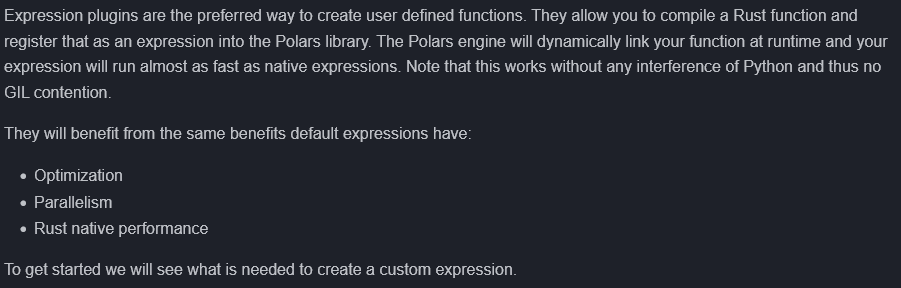 Expression plugins are the preferred way to create user defined functions. They allow you to compile a Rust function and
register that as an expression into the Polars library. The Polars engine will dynamically link your function at runtime and your
expression will run almost as fast as native expressions. Note that this works without any interference of Python and thus no
GIL contention.
They will benefit from the same benefits default expressions have:
• Optimization
• Parallelism
• Rust native performance
To get started we will see what is needed to create a custom expression.